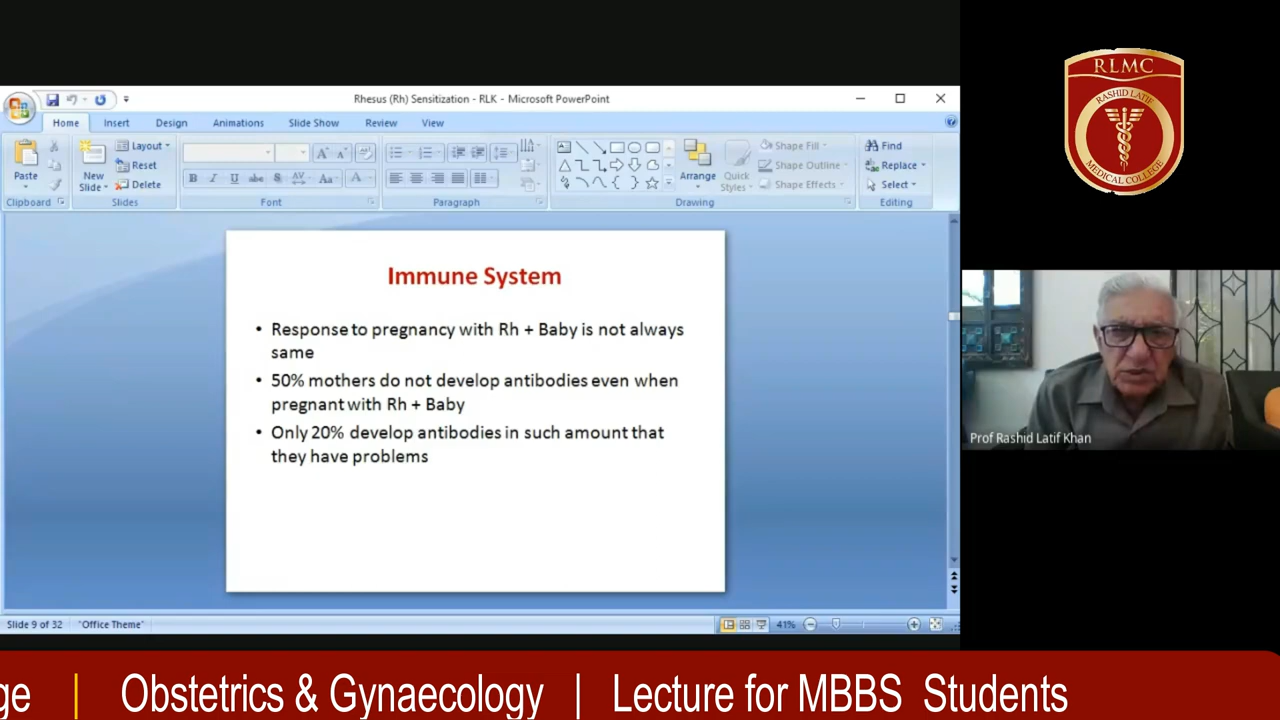 Rhesus (Rh) Sensitization - RLK - Microsoft PowerPoint
Home Insert Design Animations Slide Show Review View
Paste
Clipboard
New Slide
Layout
Reset
Delete
Slides
B I U abc S AV Aa A
Font
Paragraph
Arrange
Quick Styles
Shape Fill
Shape Outline
Shape Effects
Drawing
Find
Replace
Select
Editing
Immune System
• Response to pregnancy with Rh + Baby is not always
same
• 50% mothers do not develop antibodies even when
pregnant with Rh + Baby
• Only 20% develop antibodies in such amount that
they have problems
Slide 9 of 32 "Office Theme" 41%
RLMC
RASHID LATIF
MEDICAL COLLEGE
Prof Rashid Latif Khan
ge | Obstetrics & Gynaecology | Lecture for MBBS Students